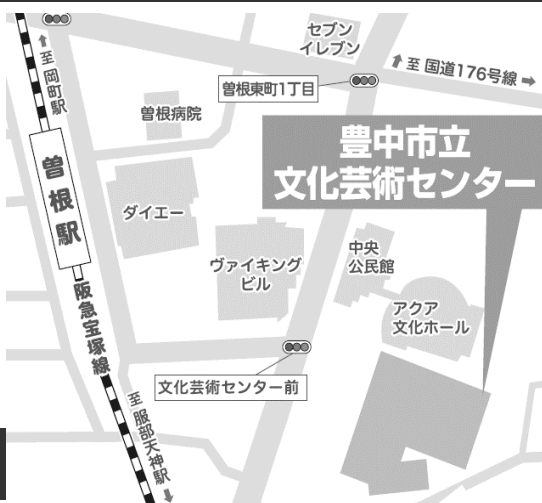 セブン
イレブン
至 国道176号線
至 岡町駅
曽根東町1丁目
曽根病院
豊中市立
文化芸術センター
曽根駅
ダイエー
ヴァイキング
ビル
中央
公民館
アクア
文化ホール
阪急宝塚線
文化芸術センター前
至 服部天神駅